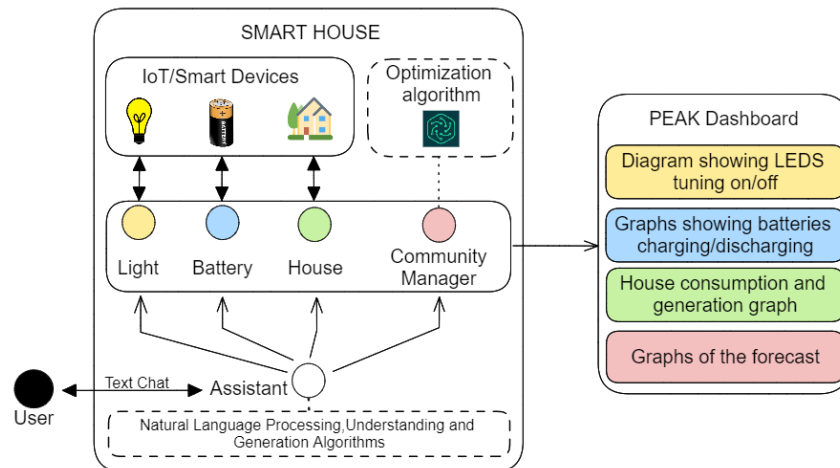 SMART HOUSE
IoT/Smart Devices
Optimization
algorithm
BATTERY
Light
Battery
House
Community
Manager
PEAK Dashboard
Diagram showing LEDS
tuning on/off
Graphs showing batteries
charging/discharging
House consumption and
generation graph
Graphs of the forecast
User
Text Chat
Assistant
Natural Language Processing,Understanding and
Generation Algorithms